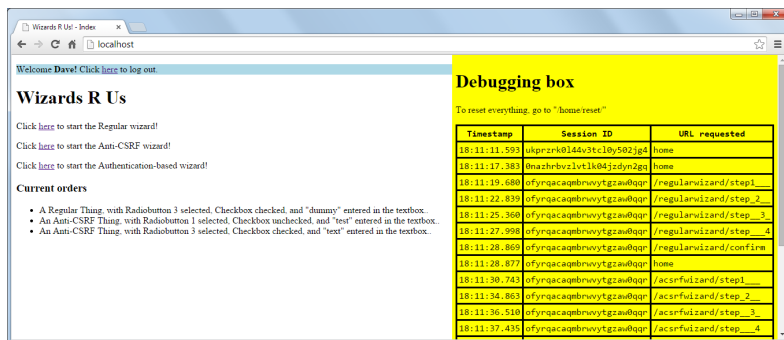 Wizards R Us! - Index
localhost
Welcome Dave! Click here to log out.
Wizards R Us
Click here to start the Regular wizard!
Click here to start the Anti-CSRF wizard!
Click here to start the Authentication-based wizard!
Current orders
A Regular Thing, with Radiobutton 3 selected, Checkbox checked, and "dummy" entered in the textbox..
An Anti-CSRF Thing, with Radiobutton 1 selected, Checkbox unchecked, and "test" entered in the textbox..
An Anti-CSRF Thing, with Radiobutton 3 selected, Checkbox checked, and "text" entered in the textbox..
Debugging box
To reset everything, go to "/home/reset/"
Timestamp Session ID URL requested
18:11:11.593 ukprzrk0l44v3tcl0y502jg4 home
18:11:17.383 0nazhrbvzlvtlk04jzdyn2gq home
18:11:19.680 ofyrqacaqmbrwvytgzaw0qqr /regularwizard/step1___
18:11:22.839 ofyrqacaqmbrwvytgzaw0qqr /regularwizard/step_2__
18:11:25.360 ofyrqacaqmbrwvytgzaw0qqr /regularwizard/step__3_
18:11:27.998 ofyrqacaqmbrwvytgzaw0qqr /regularwizard/step___4
18:11:28.869 ofyrqacaqmbrwvytgzaw0qqr /regularwizard/confirm
18:11:28.877 ofyrqacaqmbrwvytgzaw0qqr home
18:11:30.743 ofyrqacaqmbrwvytgzaw0qqr /acsrfwizard/step1___
18:11:34.863 ofyrqacaqmbrwvytgzaw0qqr /acsrfwizard/step_2__
18:11:36.510 ofyrqacaqmbrwvytgzaw0qqr /acsrfwizard/step__3_
18:11:37.435 ofyrqacaqmbrwvytgzaw0qqr /acsrfwizard/step___4